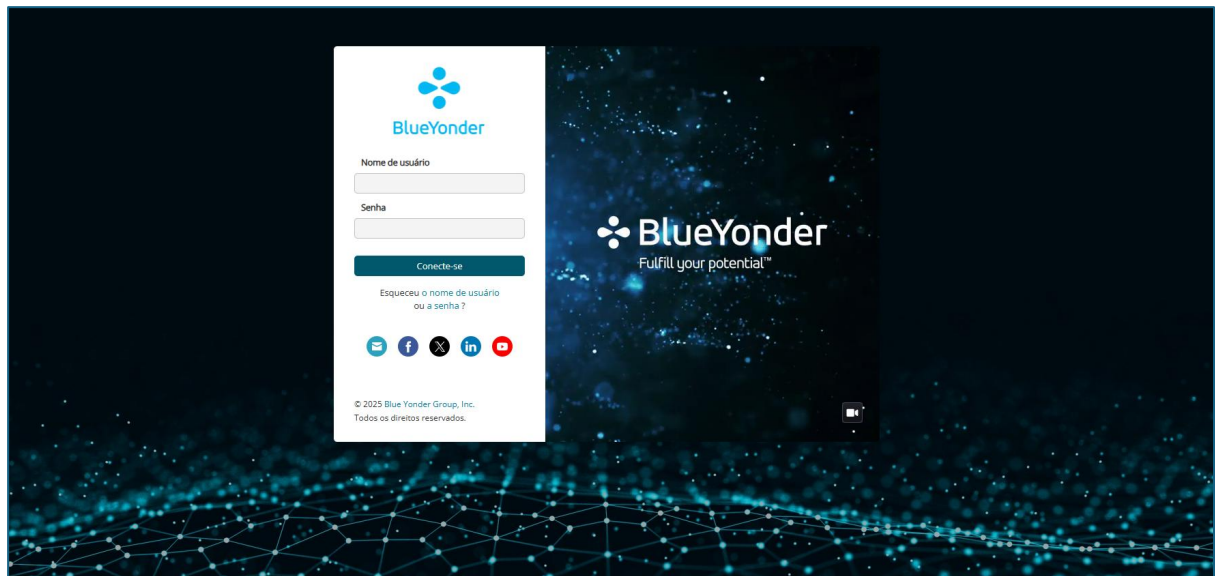 BlueYonder
Nome de usuário
Senha
Conecte-se
Esqueceu o nome de usuário
ou a senha ?
© 2025 Blue Yonder Group, Inc.
Todos os direitos reservados.
BlueYonder
Fulfill your potential™